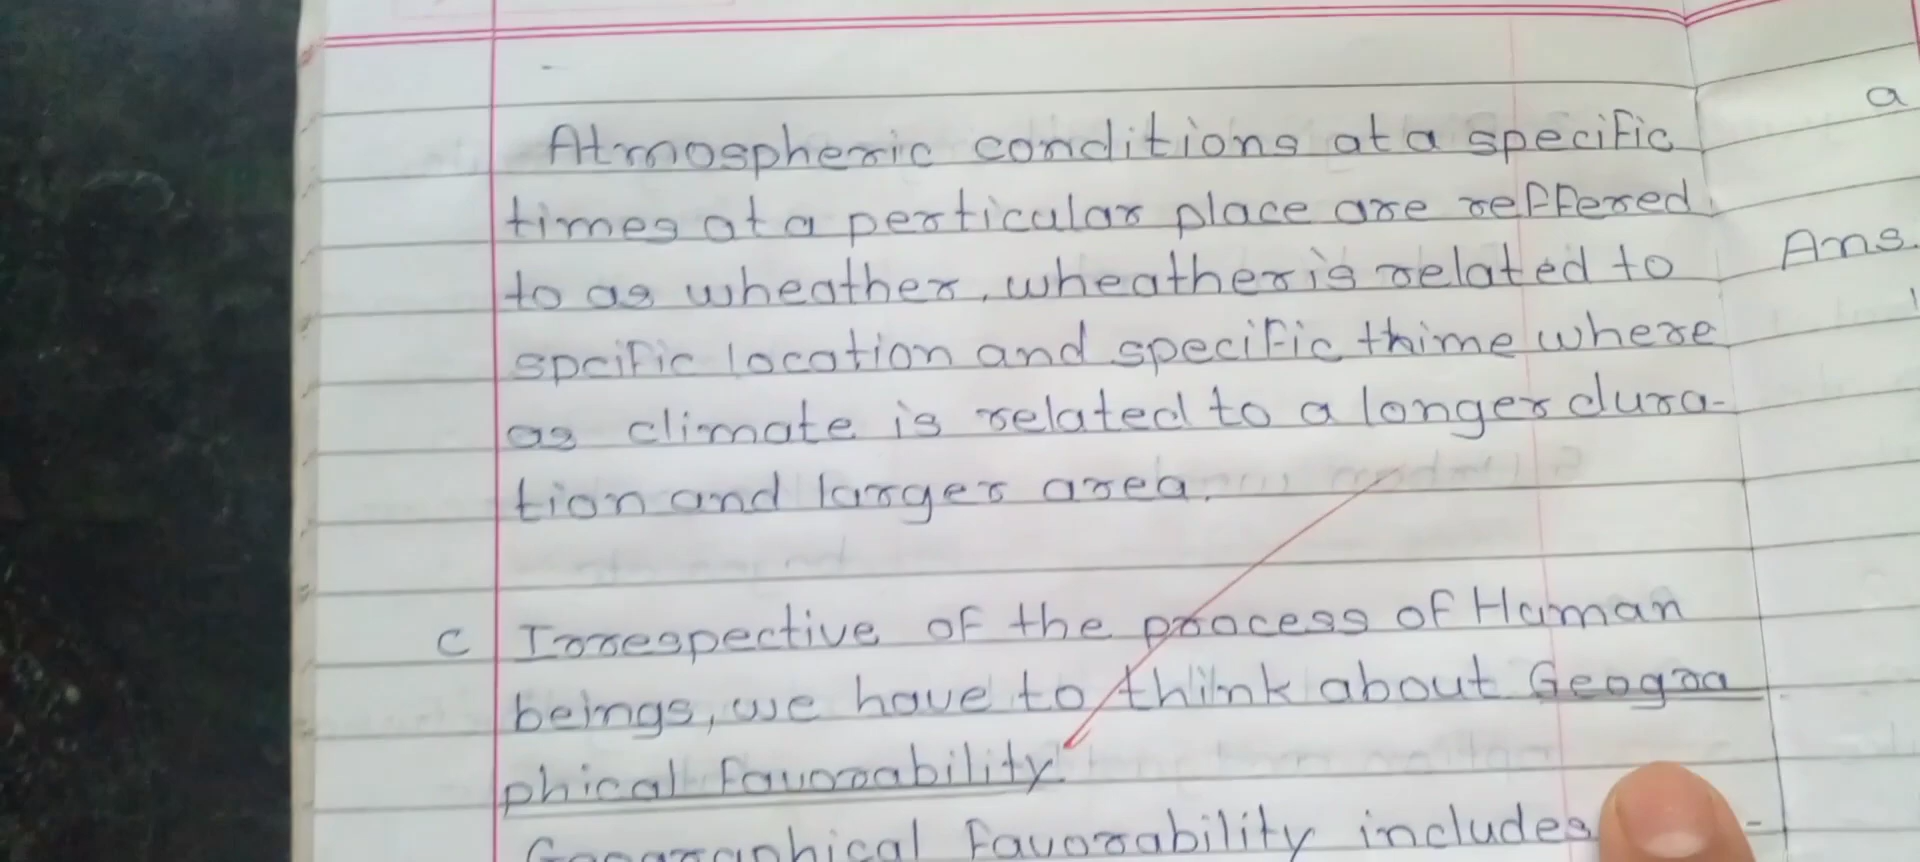 Atmospheric conditions at a specific
times at a perticular place are reffered
to as wheather, wheather is related to
spcific location and specific thime where
as climate is related to a longer dura-
tion and larger area.
c Irrespective of the process of Human
beings, we have to think about Geogra
phical Favorability
Geographical Favorability includes
a
Ans.